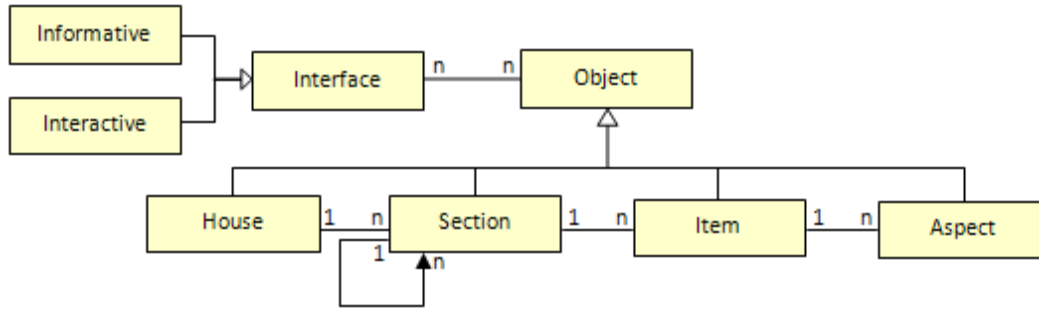 Informative
Interface
n
n
Object
Interactive
House
1
n
Section
1
n
Item
1
n
Aspect
1
n